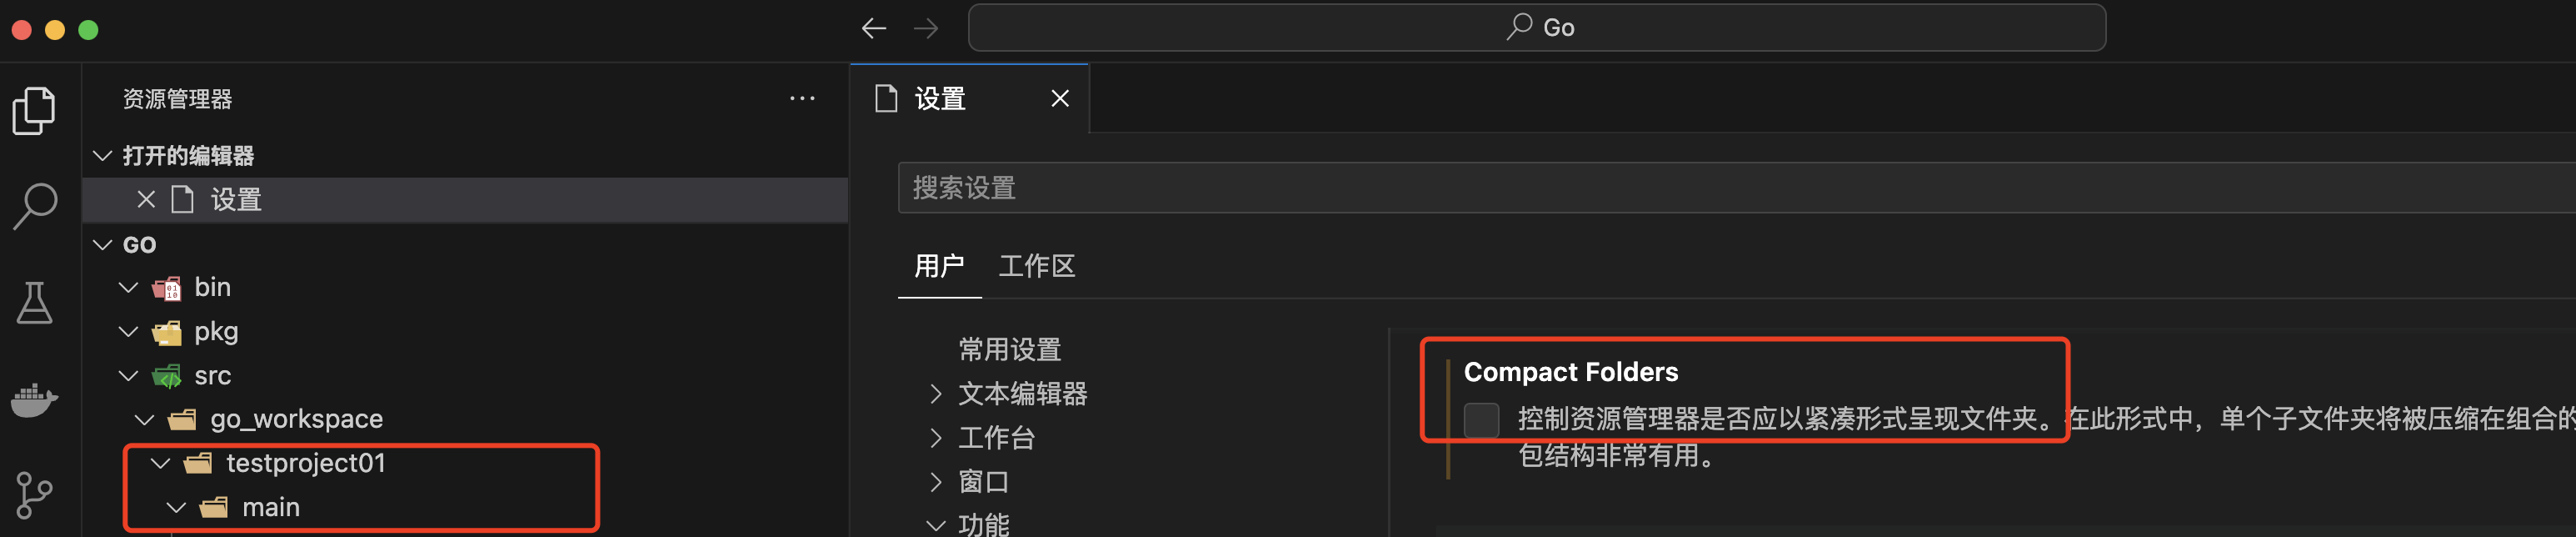 Go
资源管理器
设置
打开的编辑器
设置
搜索设置
GO
用户 工作区
bin
pkg
常用设置
Compact Folders
src
文本编辑器
go_workspace
控制资源管理器是否应以紧凑形式呈现文件夹。在此形式中，单个子文件夹将被压缩在组合的
工作台
testproject01
包结构非常有用。
窗口
main
功能